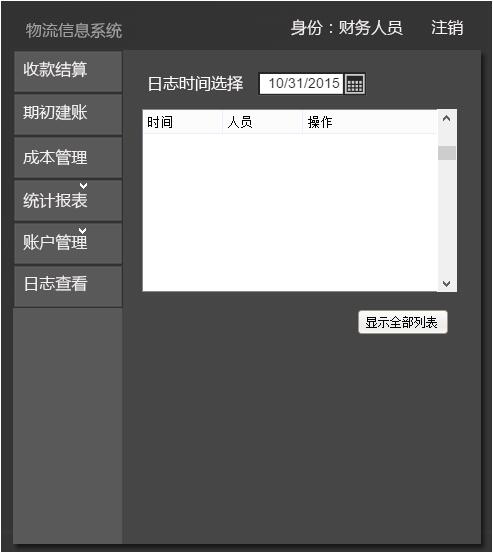 物流信息系统
身份：财务人员 注销
收款结算
期初建账
成本管理
统计报表
账户管理
日志查看
日志时间选择 10/31/2015
时间 人员 操作
显示全部列表